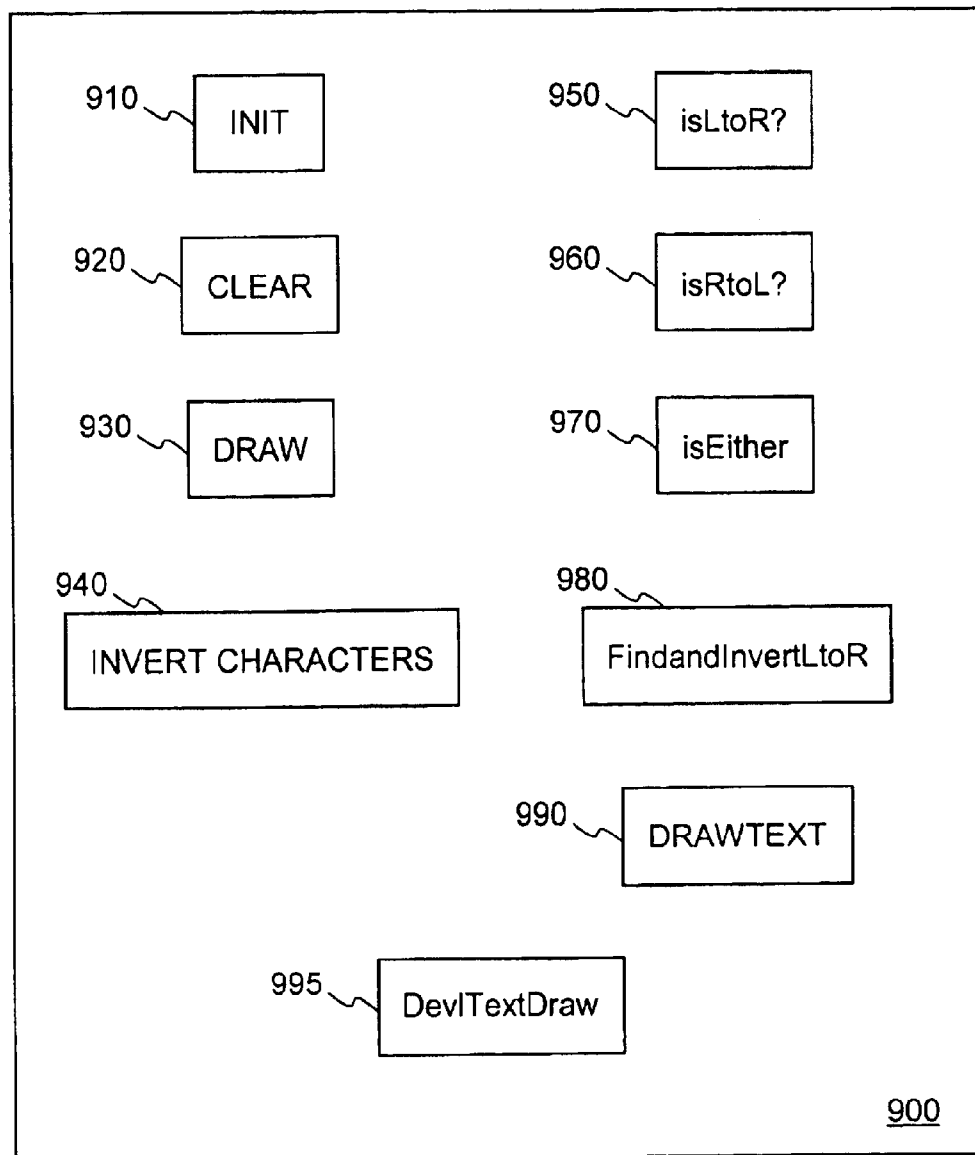 910
INIT
950
isLtoR?
920
CLEAR
960
isRtoL?
930
DRAW
970
isEither
940
INVERT CHARACTERS
980
FindandInvertLtoR
990
DRAWTEXT
995
DevITextDraw
900